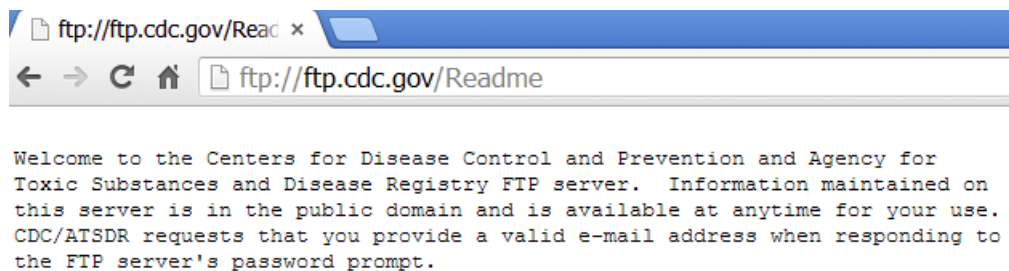 ftp://ftp.cdc.gov/Read
ftp://ftp.cdc.gov/Readme
Welcome to the Centers for Disease Control and Prevention and Agency for
Toxic Substances and Disease Registry FTP server.  Information maintained on
this server is in the public domain and is available at anytime for your use.
CDC/ATSDR requests that you provide a valid e-mail address when responding to
the FTP server's password prompt.